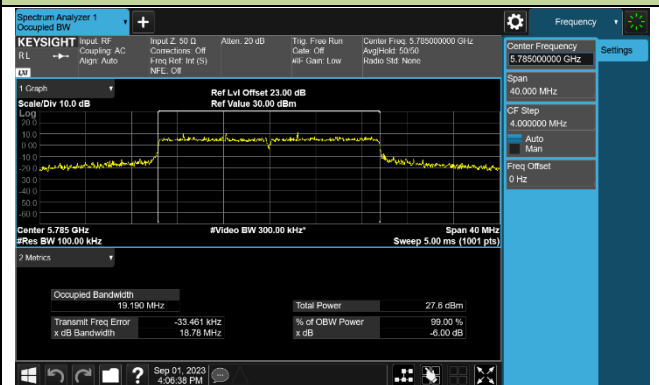 Spectrum Analyzer 1
Occupied BW
Frequency
KEYSIGHT
Input: RF
Coupling: AC
Align: Auto
Input Z: 50 Ω
Corrections: Off
Freq Ref: Int (S)
NFE: Off
Atten: 20 dB
Trig: Free Run
Gate: Off
#IF Gain: Low
Center Freq: 5.785000000 GHz
Avg|Hold: 50/50
Radio Std: None
RL
LXI
Center Frequency
5.785000000 GHz
Settings
Span
40.000 MHz
CF Step
4.000000 MHz
Auto
Man
Freq Offset
0 Hz
1 Graph
Scale/Div 10.0 dB
Ref Lvl Offset 23.00 dB
Ref Value 30.00 dBm
Log
20.0
10.0
0.00
-10.0
-20.0
-30.0
-40.0
-50.0
-60.0
Center 5.785 GHz
#Video BW 300.00 kHz*
Span 40 MHz
#Res BW 100.00 kHz
Sweep 5.00 ms (1001 pts)
2 Metrics
Occupied Bandwidth
19.190 MHz
Total Power
27.6 dBm
Transmit Freq Error
-33.461 kHz
% of OBW Power
99.00 %
x dB Bandwidth
18.78 MHz
x dB
-6.00 dB
Sep 01, 2023
4:06:38 PM